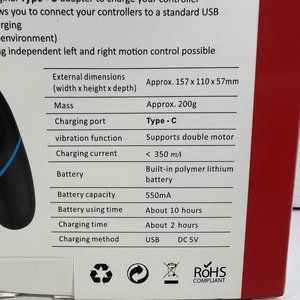 Type - C adapter to charge your controller
ws you to connect your controllers to a standard USB
rging
environment)
ng independent left and right motion control possible
External dimensions
(width x height x depth) Approx. 157 x 110 x 57mm
Mass Approx. 200g
Charging port Type - C
vibration function Supports double motor
Charging current < 350 mA
Battery Built-in polymer lithium
battery
Battery capacity 550mA
Battery using time About 10 hours
Charging time About 2 hours
Charging method USB DC 5V
RoHS
COMPLIANT